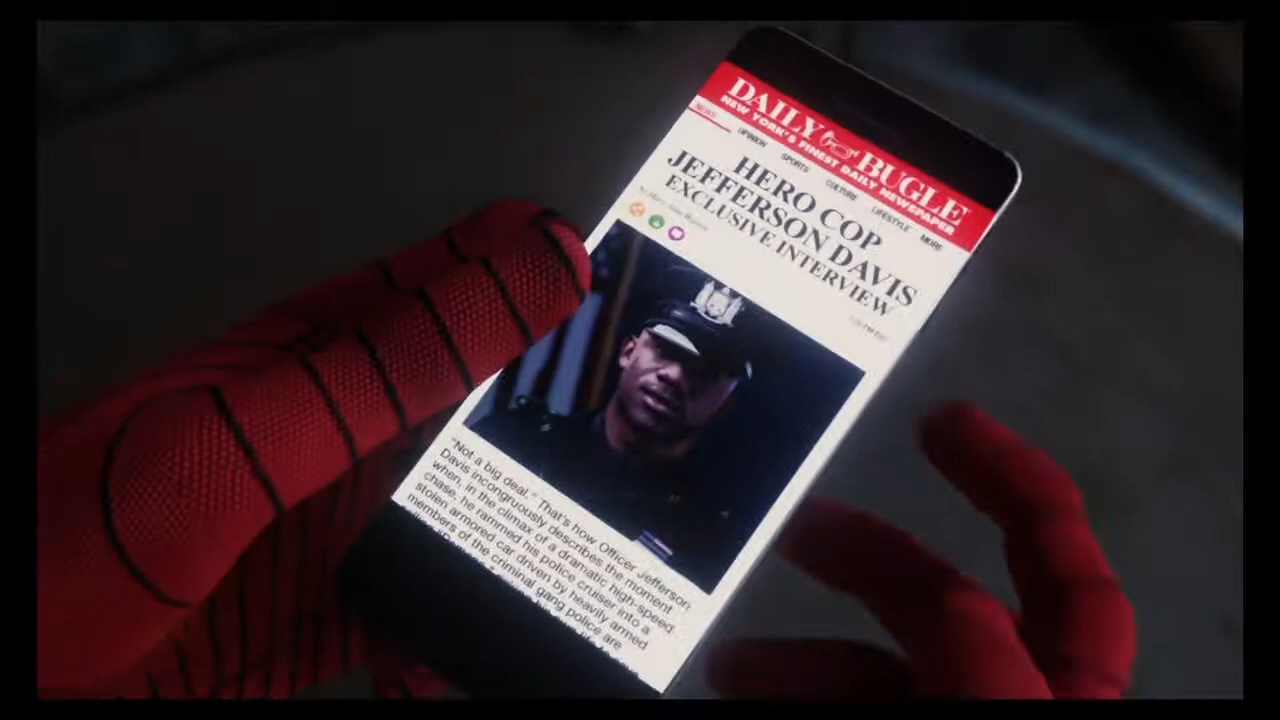 DAILY BUGLE
NEW YORK'S FINEST DAILY NEWSPAPER
NEWS OPINION SPORTS CULTURE LIFESTYLE MORE
HERO COP
JEFFERSON DAVIS
EXCLUSIVE INTERVIEW
"Not a big deal." That's how Officer Jefferson
Davis incongruously describes the moment
when, in the climax of a dramatic high-speed
chase, he rammed his police cruiser into a
stolen armored car driven by heavily armed
members of the criminal gang police are